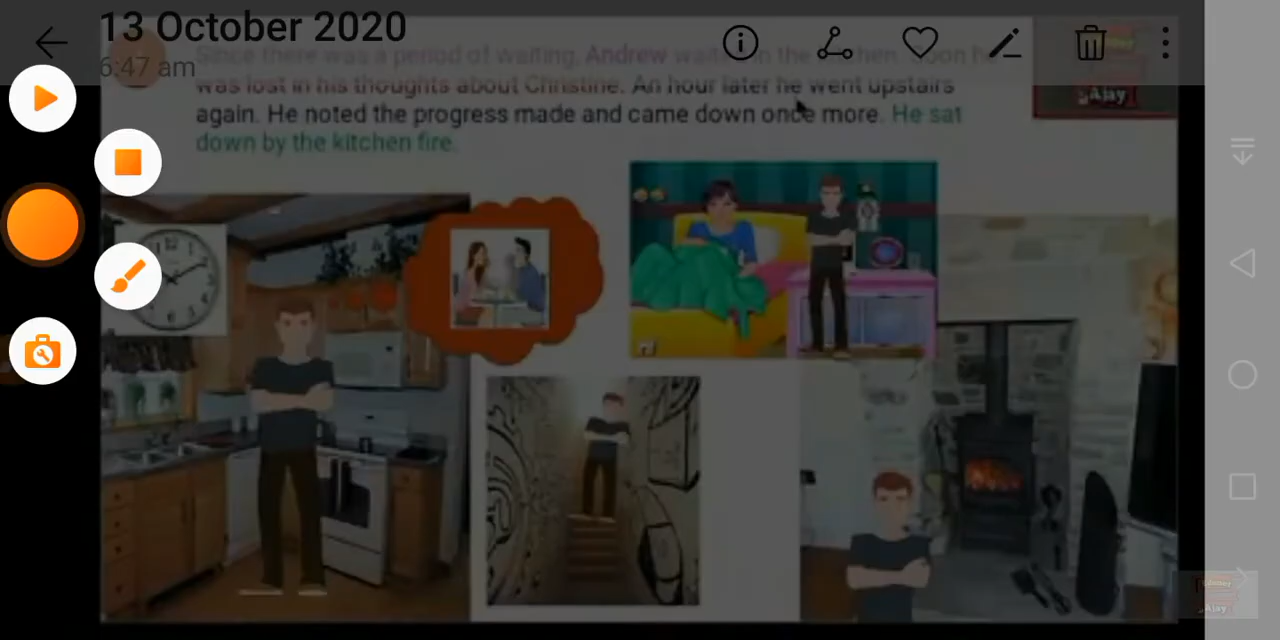 13 October 2020
6:47 am
Since there was a period of waiting, Andrew waited in the kitchen. Soon he
was lost in his thoughts about Christine. An hour later he went upstairs
again. He noted the progress made and came down once more. He sat
down by the kitchen fire.
Ajay
Ajay